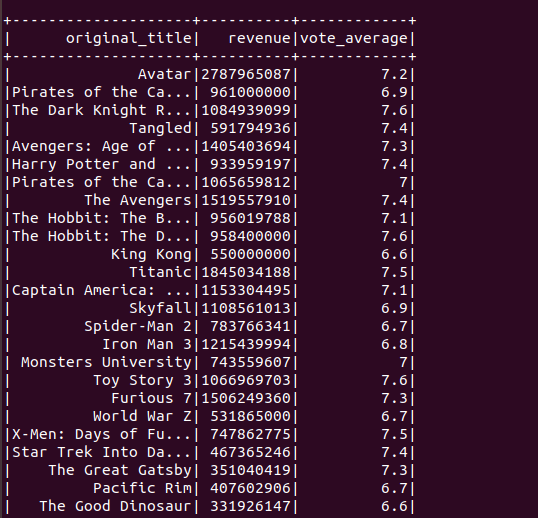 +--------------------+----------+------------+
|      original_title|   revenue|vote_average|
+--------------------+----------+------------+
|              Avatar|2787965087|         7.2|
|Pirates of the Ca...| 961000000|         6.9|
|The Dark Knight R...|1084939099|         7.6|
|             Tangled| 591794936|         7.4|
|Avengers: Age of ...|1405403694|         7.3|
|Harry Potter and ...| 933959197|         7.4|
|Pirates of the Ca...|1065659812|           7|
|        The Avengers|1519557910|         7.4|
|The Hobbit: The B...| 956019788|         7.1|
|The Hobbit: The D...| 958400000|         7.6|
|           King Kong| 550000000|         6.6|
|             Titanic|1845034188|         7.5|
|Captain America: ...|1153304495|         7.1|
|             Skyfall|1108561013|         6.9|
|        Spider-Man 2| 783766341|         6.7|
|          Iron Man 3|1215439994|         6.8|
| Monsters University| 743559607|           7|
|         Toy Story 3|1066969703|         7.6|
|           Furious 7|1506249360|         7.3|
|         World War Z| 531865000|         6.7|
|X-Men: Days of Fu...| 747862775|         7.5|
|Star Trek Into Da...| 467365246|         7.4|
|    The Great Gatsby| 351040419|         7.3|
|         Pacific Rim| 407602906|         6.7|
|   The Good Dinosaur| 331926147|         6.6|